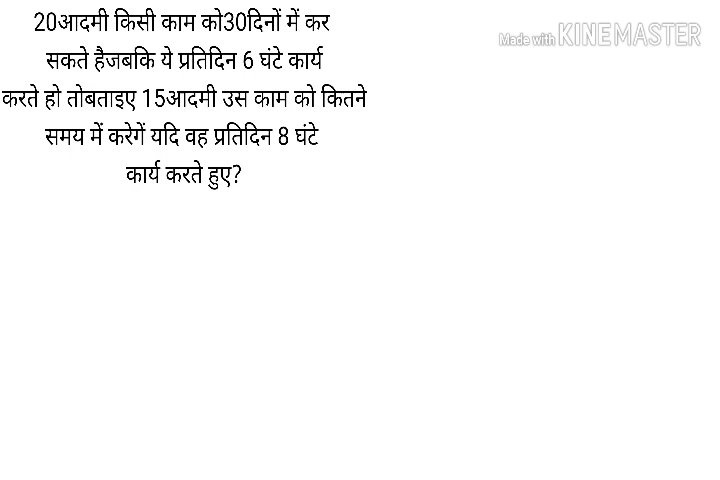 20आदमी किसी काम को30दिनों में कर
सकते हैजबकि ये प्रतिदिन 6 घंटे कार्य
करते हो तोबताइए 15आदमी उस काम को कितने
समय में करेगें यदि वह प्रतिदिन 8 घंटे
कार्य करते हुए?
Made with KINEMASTER